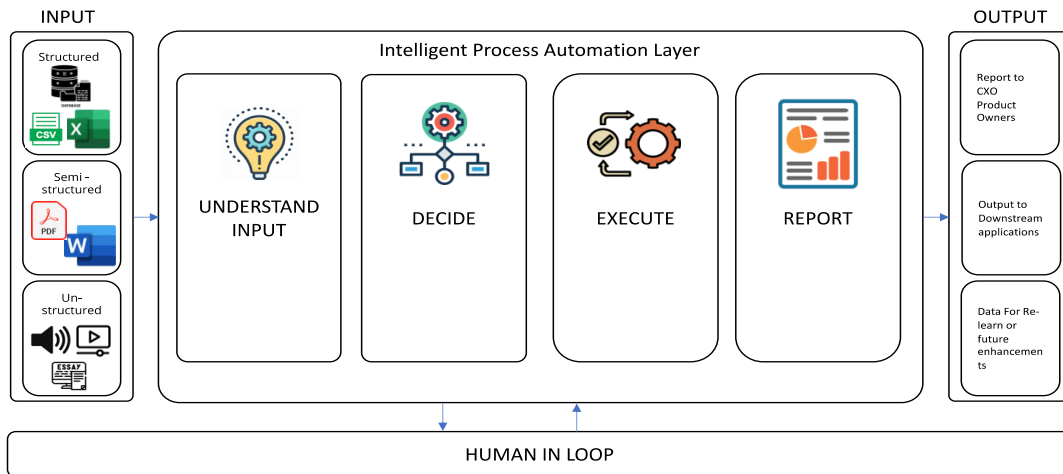 INPUT
Structured
DATABASE
CSV
X
Semi -
structured
PDF
W
Un-
structured
ESSAY
Intelligent Process Automation Layer
UNDERSTAND
INPUT
DECIDE
EXECUTE
REPORT
OUTPUT
Report to
CXO
Product
Owners
Output to
Downstream
applications
Data For Re-
learn or
future
enhancemen
ts
HUMAN IN LOOP